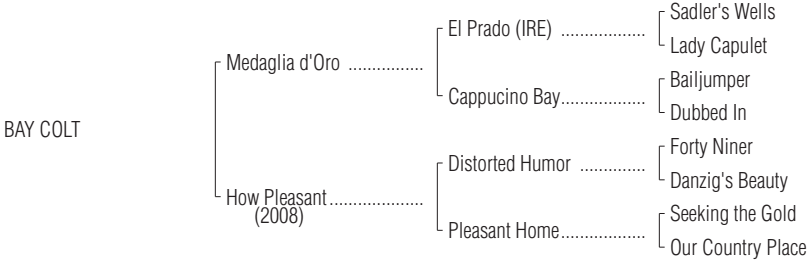 Sadler's Wells
El Prado (IRE) ..................
Lady Capulet
Medaglia d'Oro ................
Bailjumper
Cappucino Bay..................
Dubbed In
BAY COLT
Forty Niner
Distorted Humor ..............
Danzig's Beauty
How Pleasant....................
(2008)
Seeking the Gold
Pleasant Home..................
Our Country Place